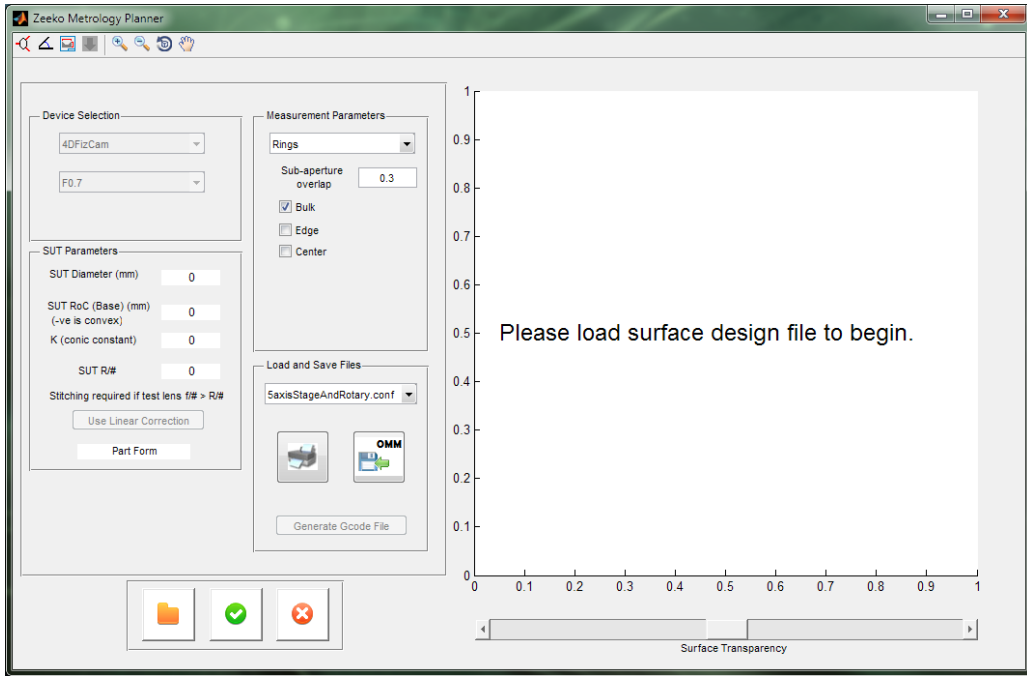 Zeeko Metrology Planner
Device Selection
4DFizCam
F0.7
SUT Parameters
SUT Diameter (mm)
0
SUT RoC (Base) (mm)
(-ve is convex)
0
K (conic constant)
0
SUT R/#
0
Stitching required if test lens f/# > R/#
Use Linear Correction
Part Form
Measurement Parameters
Rings
Sub-aperture
overlap
0.3
Bulk
Edge
Center
Load and Save Files
5axisStageAndRotary.conf
OMM
Generate Gcode File
1
0.9
0.8
0.7
0.6
0.5
0.4
0.3
0.2
0.1
0
Please load surface design file to begin.
0 0.1 0.2 0.3 0.4 0.5 0.6 0.7 0.8 0.9 1
Surface Transparency